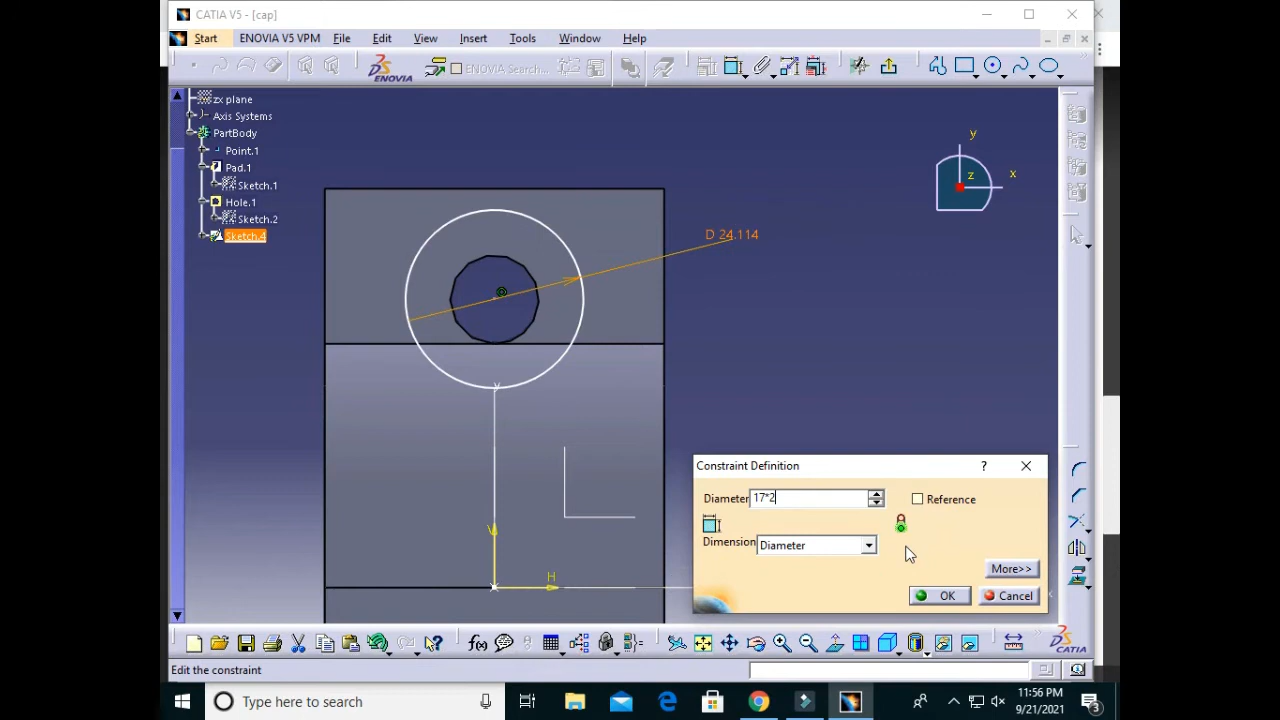 CATIA V5 - [cap]
Start ENOVIA V5 VPM File Edit View Insert Tools Window Help
ENOVIA ENOVIA Search...
zx plane
Axis Systems
PartBody
Point.1
Pad.1
Sketch.1
Hole.1
Sketch.2
Sketch.4
y
x
z
D 24.114
y
V
H
Constraint Definition ?
Diameter 17*2 Reference
Dimension Diameter
More>>
OK Cancel
f(x)
CATIA
Edit the constraint
Type here to search
11:56 PM
9/21/2021
3